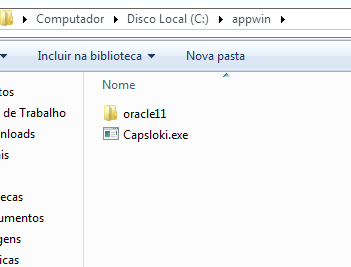 Computador Disco Local (C:) appwin
Incluir na biblioteca Nova pasta
Nome
tos
de Trabalho
nloads
ais
ecas
umentos
gens
icas
oracle11
Capsloki.exe